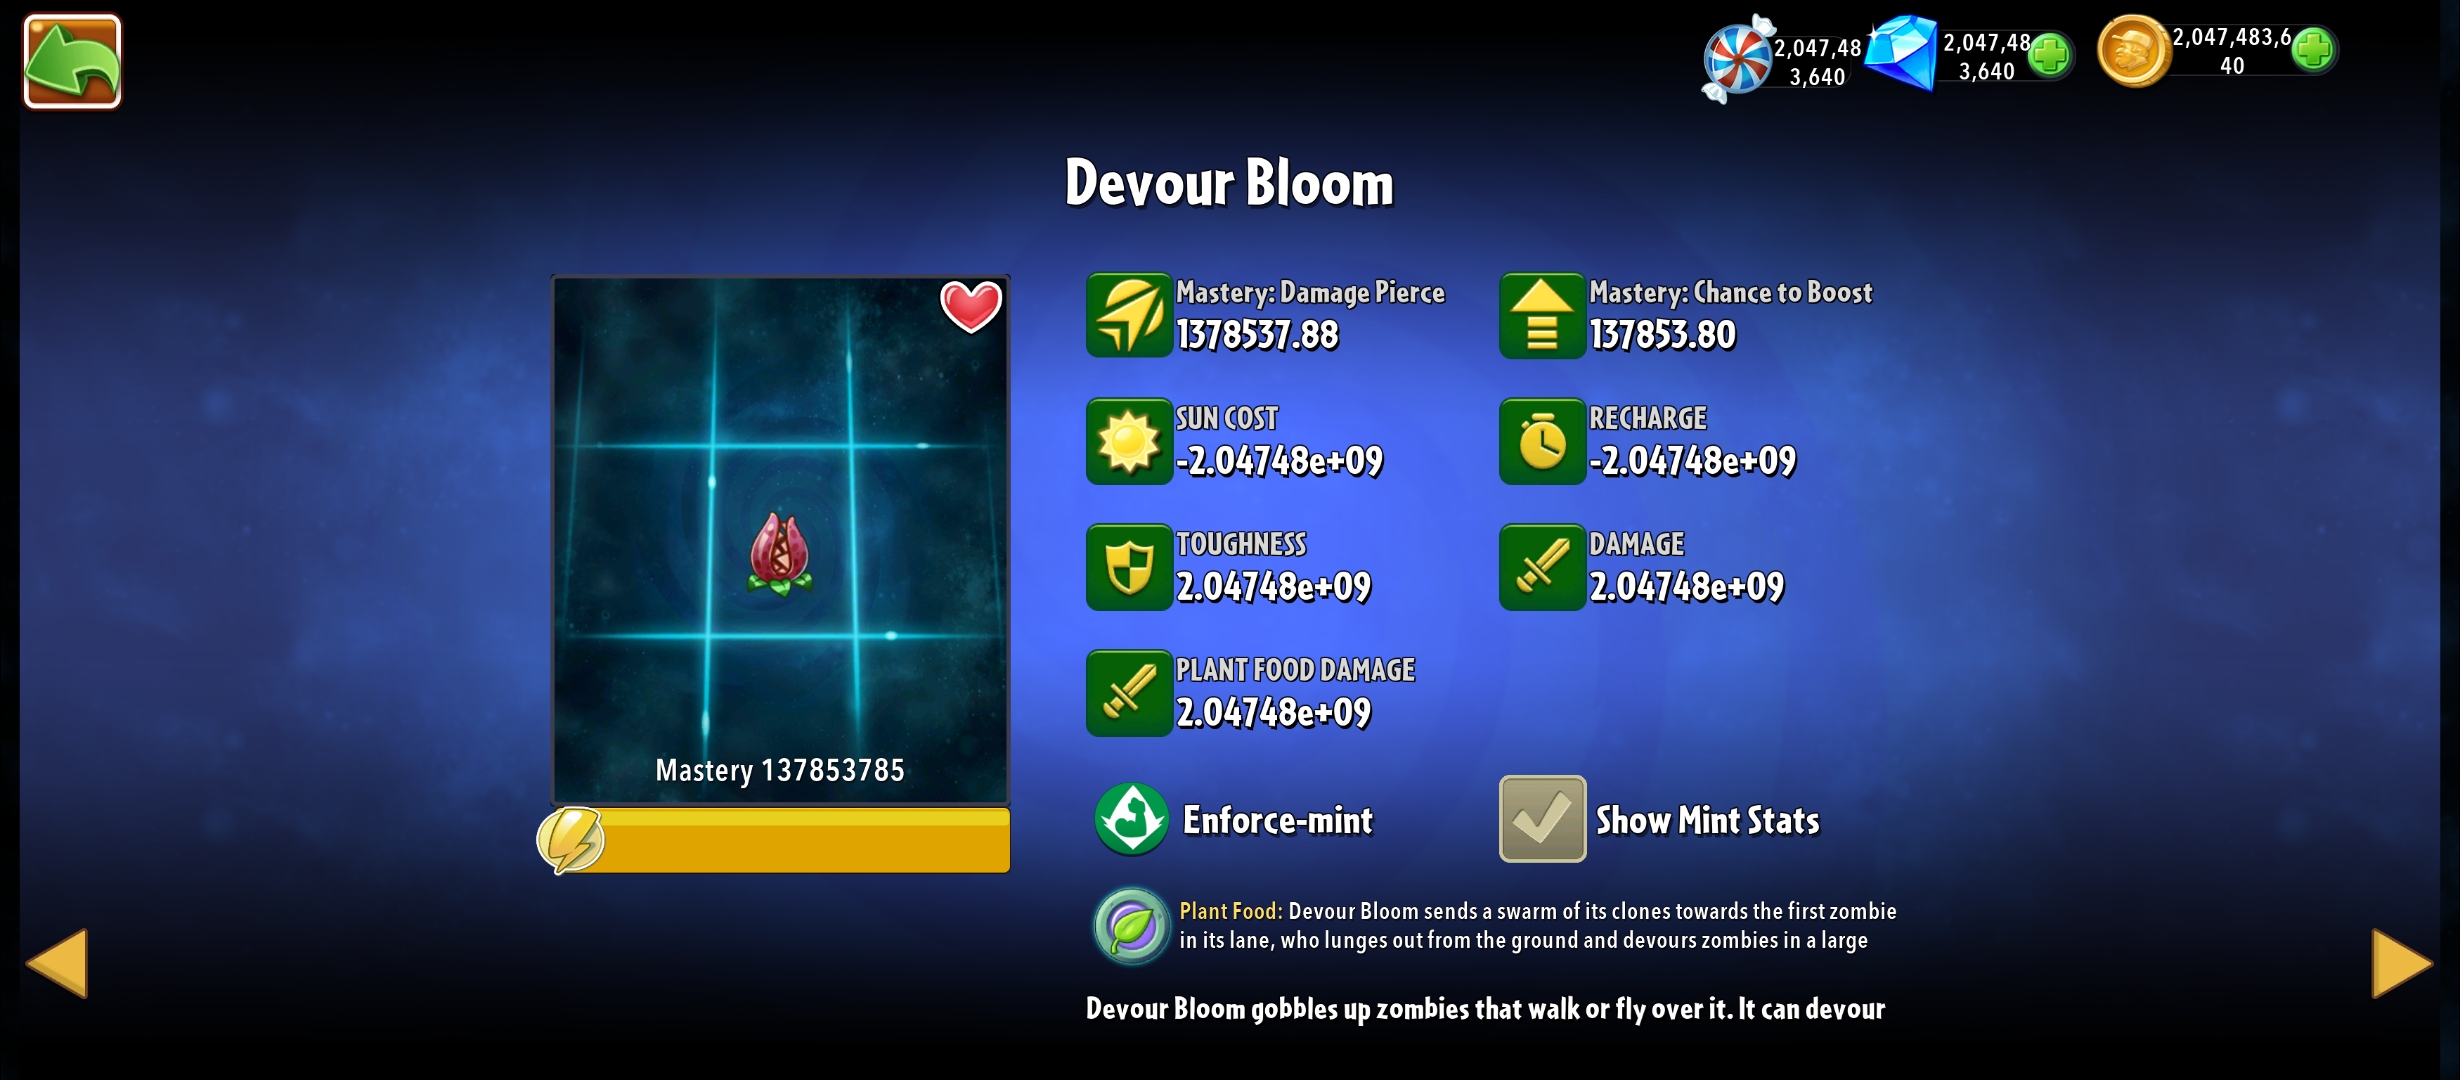 2,047,48
3,640
2,047,48
3,640
2,047,483,6
40
Devour Bloom
Mastery: Damage Pierce
1378537.88
Mastery: Chance to Boost
137853.80
SUN COST
-2.04748e+09
RECHARGE
-2.04748e+09
TOUGHNESS
2.04748e+09
DAMAGE
2.04748e+09
PLANT FOOD DAMAGE
2.04748e+09
Mastery 137853785
Enforce-mint
Show Mint Stats
Plant Food: Devour Bloom sends a swarm of its clones towards the first zombie
in its lane, who lunges out from the ground and devours zombies in a large
Devour Bloom gobbles up zombies that walk or fly over it. It can devour